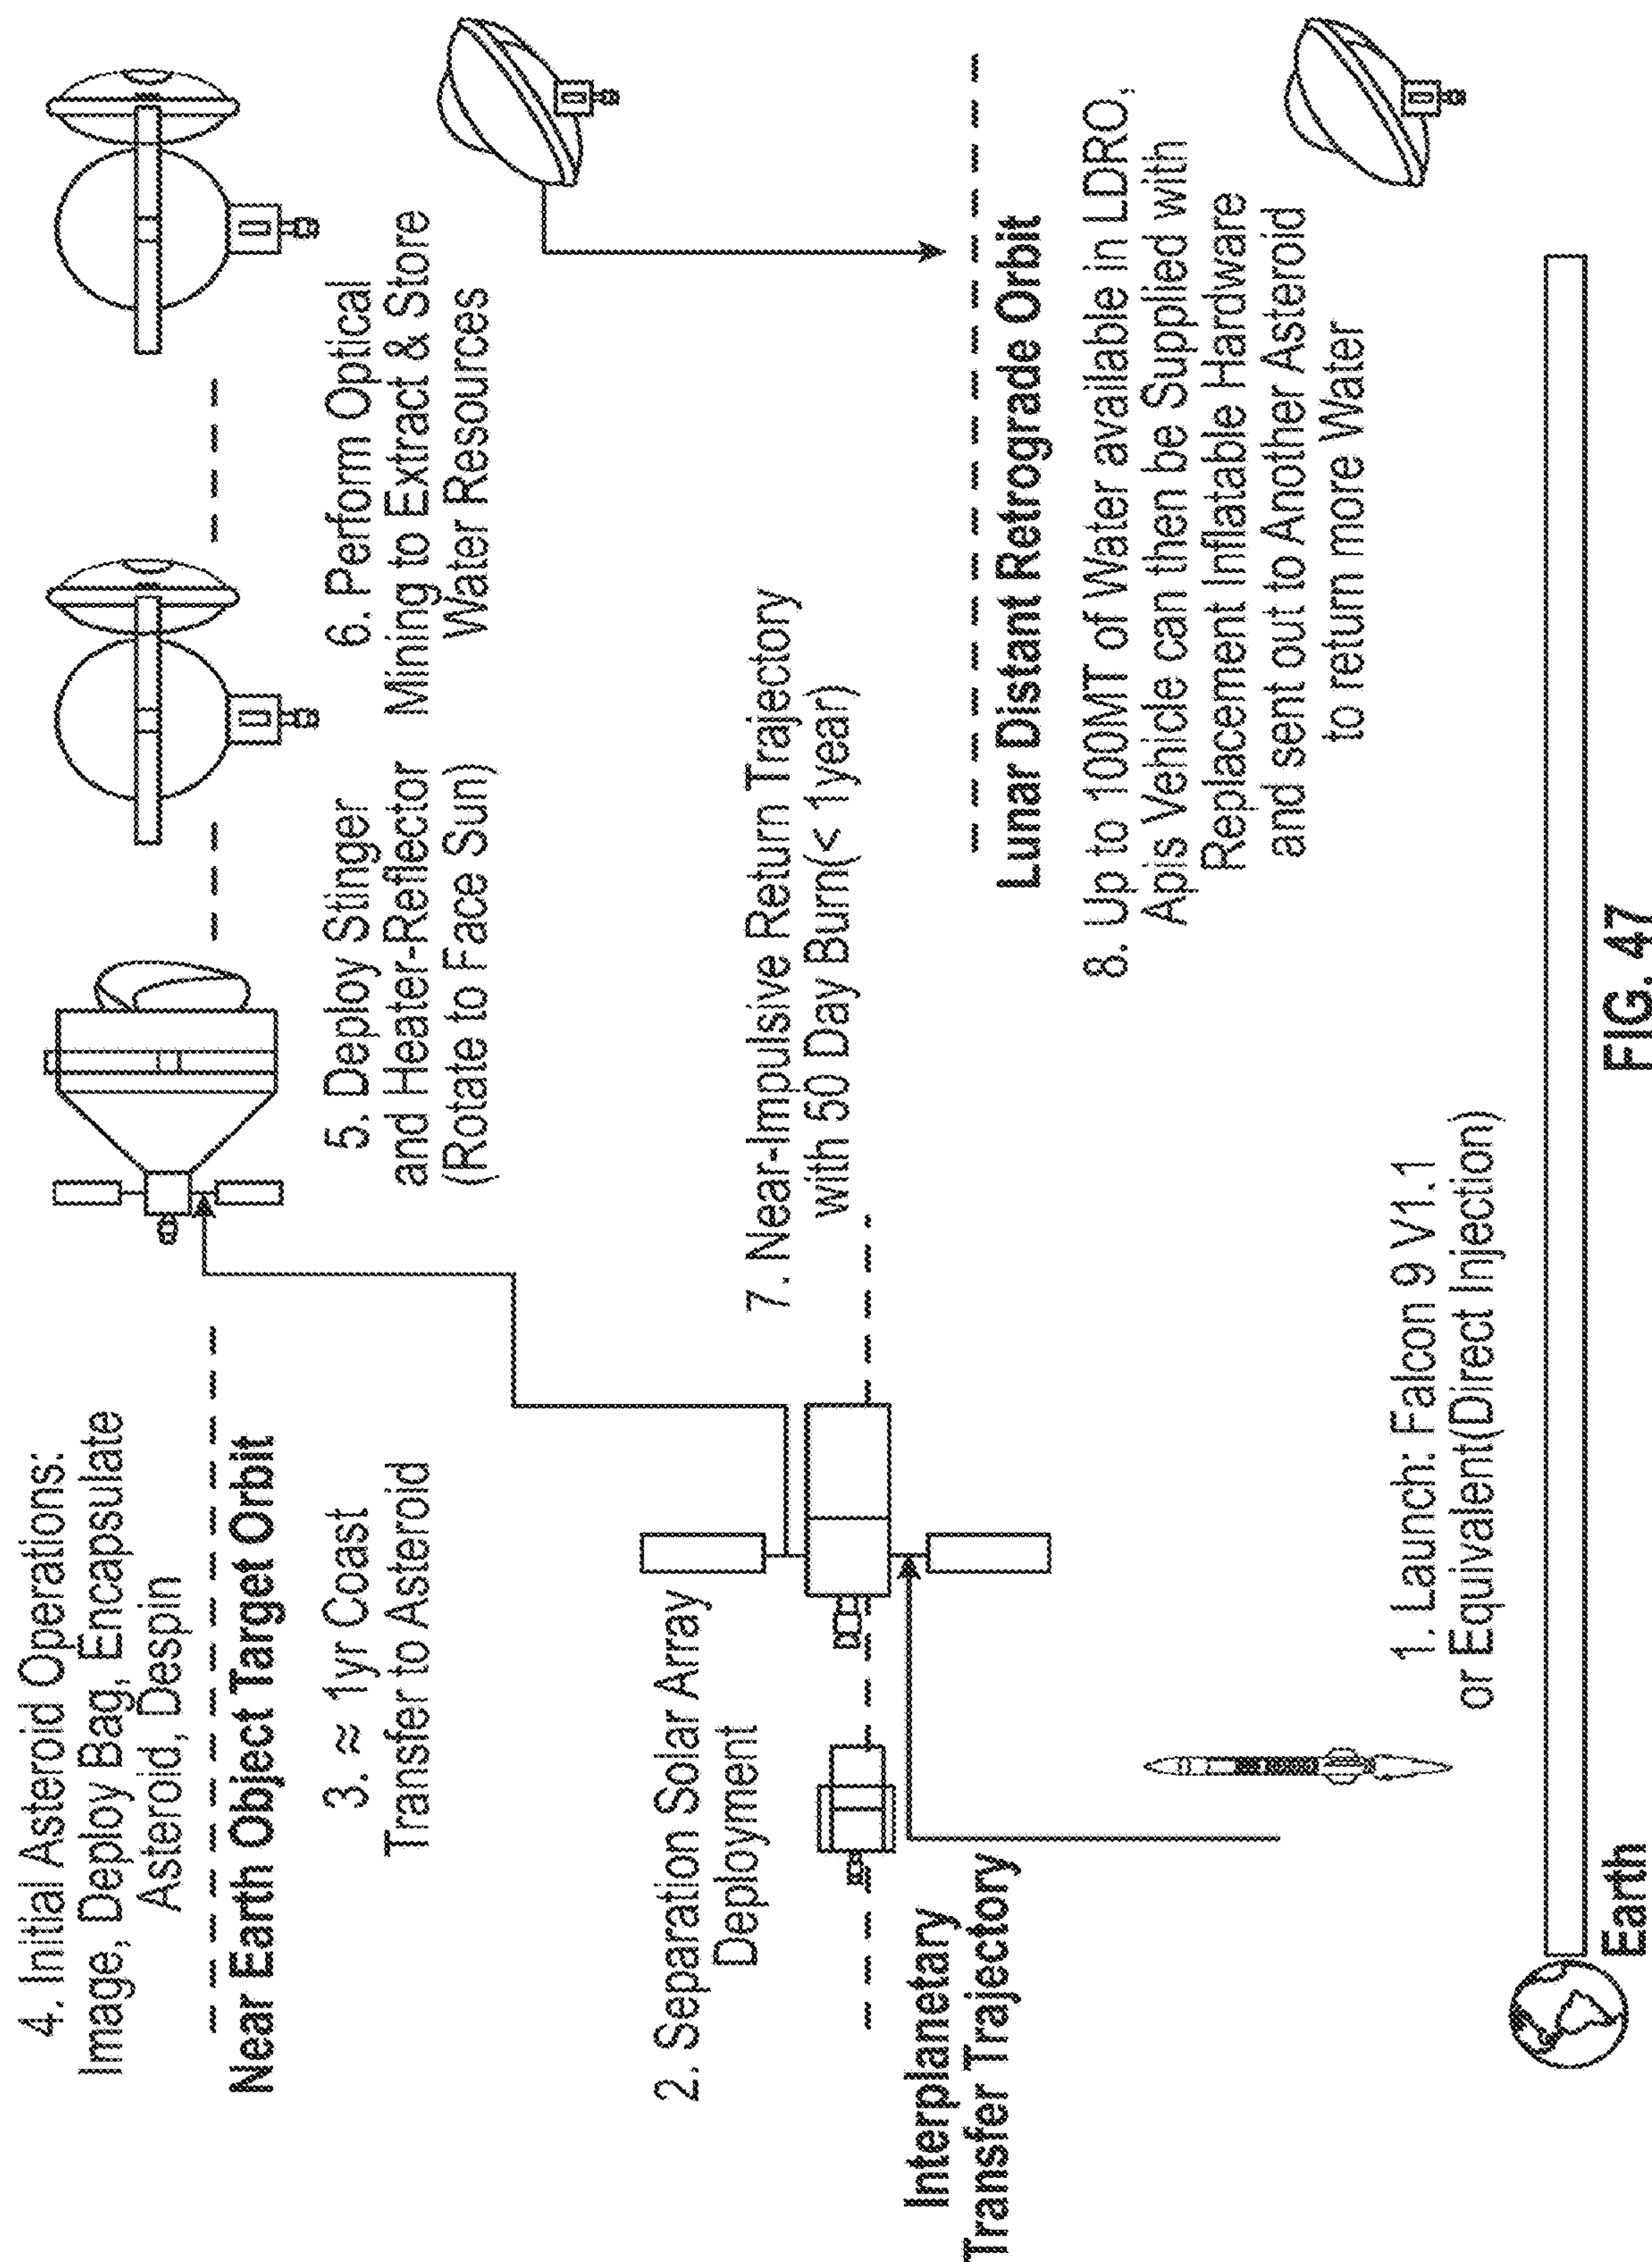 4. Initial Asteroid Operations:
Image, Deploy Bag, Encapsulate
Asteroid, Despin
Near Earth Object Target Orbit
3. ≈ 1yr Coast
Transfer to Asteroid
5. Deploy Stinger
and Heater-Reflector
(Rotate to Face Sun)
6. Perform Optical
Mining to Extract & Store
Water Resources
2. Separation Solar Array
Deployment
7. Near-Impulsive Return Trajectory
with 50 Day Burn(< 1year)
Interplanetary
Transfer Trajectory
Lunar Distant Retrograde Orbit
8. Up to 100MT of Water available in LDRO,
Apis Vehicle can then be Supplied with
Replacement Inflatable Hardware
and sent out to Another Asteroid
to return more Water
1. Launch: Falcon 9 V1.1
or Equivalent(Direct Injection)
Earth
FIG. 47